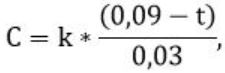 C = k * (0,09 − t) / 0,03,